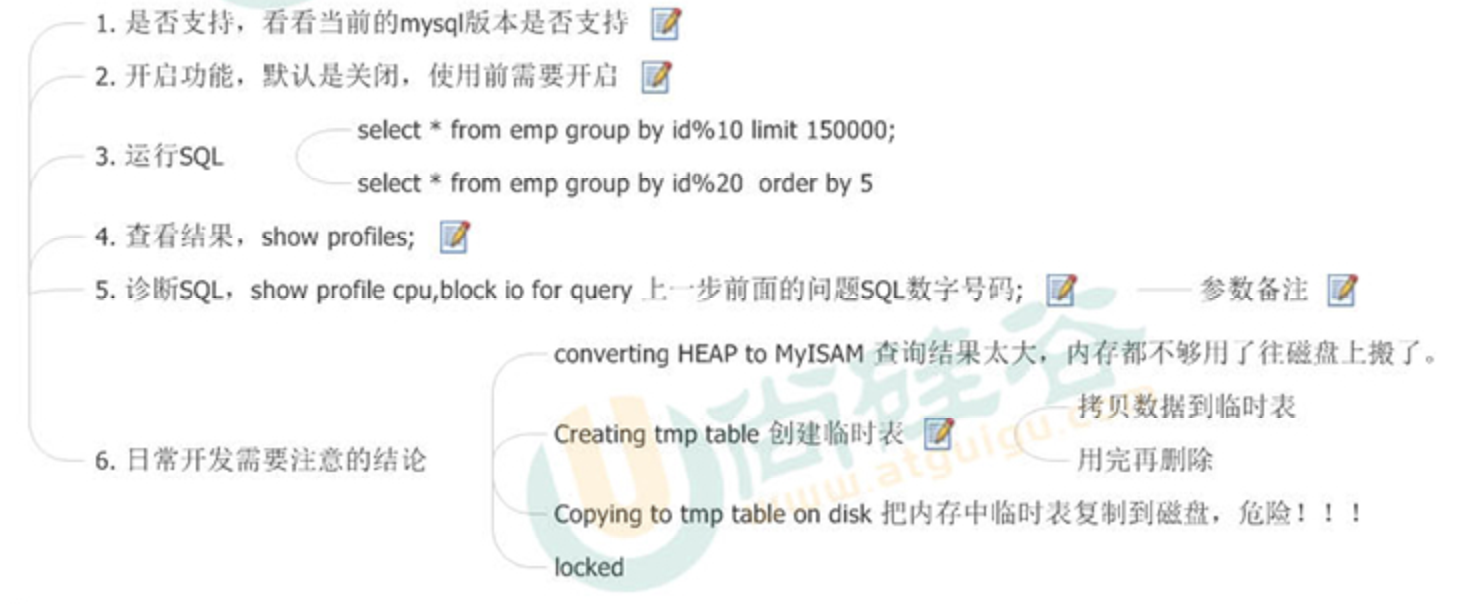 1. 是否支持，看看当前的mysql版本是否支持
2. 开启功能，默认是关闭，使用前需要开启
3. 运行SQL
select * from emp group by id%10 limit 150000;
select * from emp group by id%20  order by 5
4. 查看结果，show profiles;
5. 诊断SQL，show profile cpu,block io for query 上一步前面的问题SQL数字号码;
参数备注
6. 日常开发需要注意的结论
converting HEAP to MyISAM 查询结果太大，内存都不够用了往磁盘上搬了。
Creating tmp table 创建临时表
拷贝数据到临时表
用完再删除
Copying to tmp table on disk 把内存中临时表复制到磁盘，危险！！！
locked
尚硅谷
www.atguigu.com